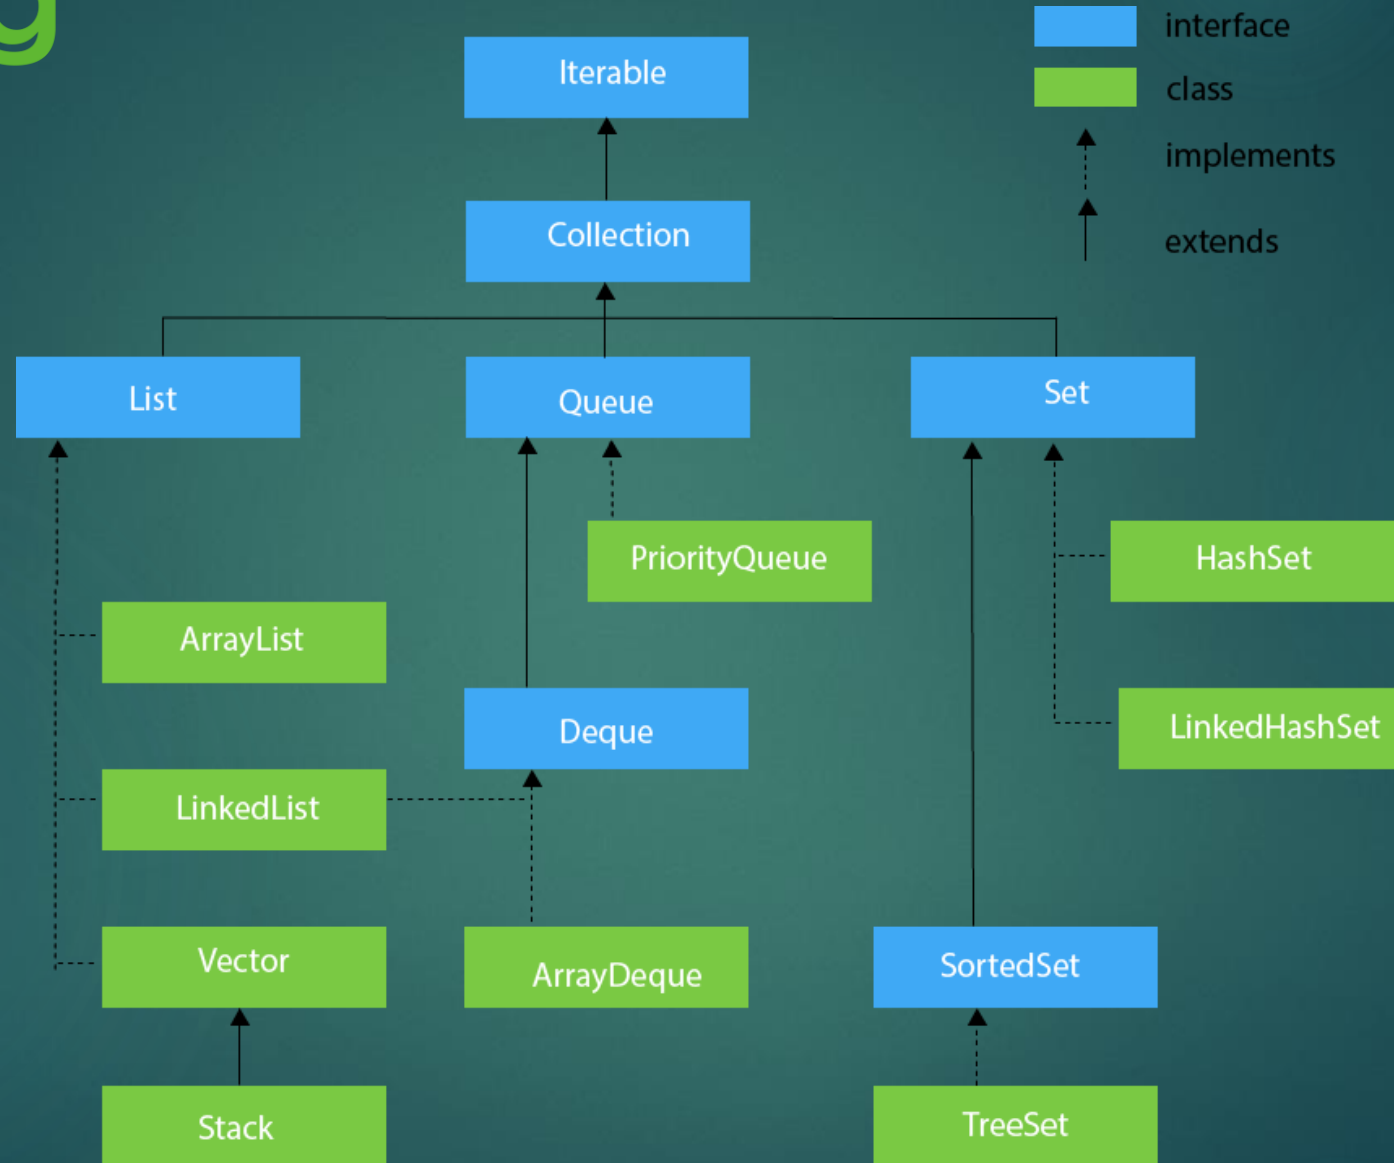 g
interface
Iterable
class
implements
Collection
extends
List
Queue
Set
PriorityQueue
HashSet
ArrayList
Deque
LinkedHashSet
LinkedList
Vector
ArrayDeque
SortedSet
Stack
TreeSet